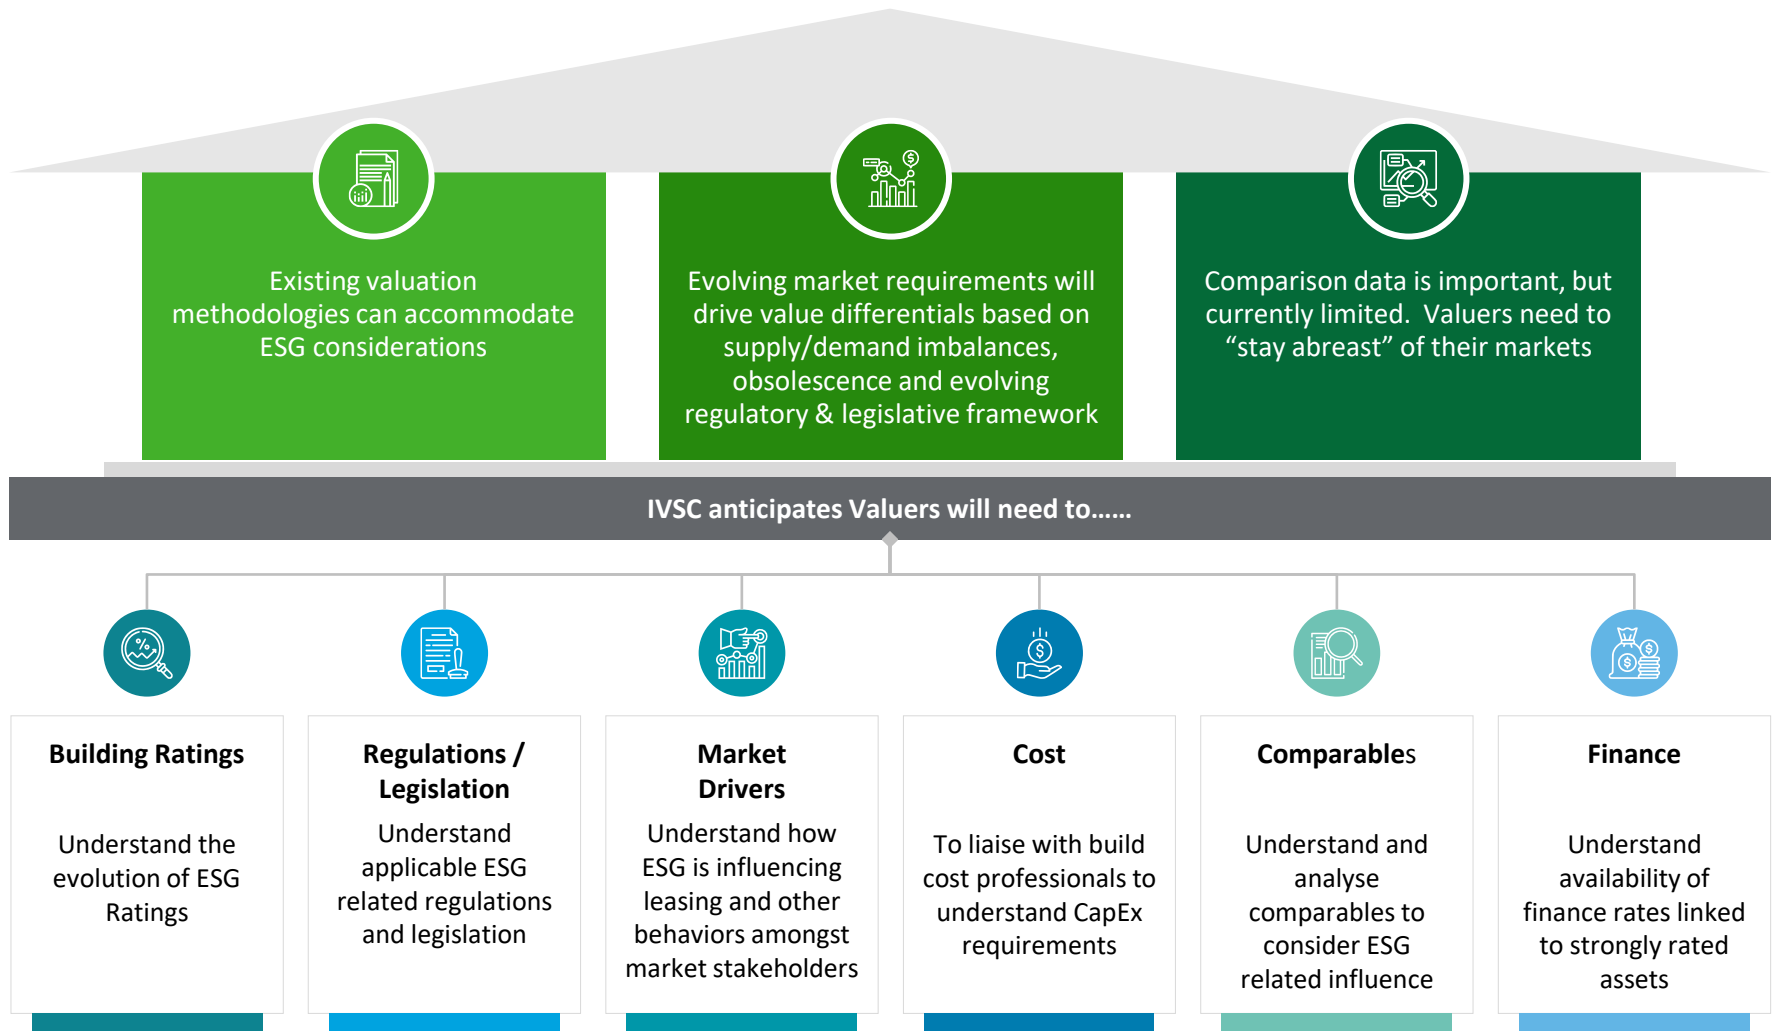 Existing valuation
methodologies can accommodate
ESG considerations
Evolving market requirements will
drive value differentials based on
supply/demand imbalances,
obsolescence and evolving
regulatory & legislative framework
Comparison data is important, but
currently limited.  Valuers need to
“stay abreast” of their markets
IVSC anticipates Valuers will need to……
Building Ratings
Understand the
evolution of ESG
Ratings
Regulations /
Legislation
Understand
applicable ESG
related regulations
and legislation
Market
Drivers
Understand how
ESG is influencing
leasing and other
behaviors amongst
market stakeholders
Cost
To liaise with build
cost professionals to
understand CapEx
requirements
Comparables
Understand and
analyse
comparables to
consider ESG
related influence
Finance
Understand
availability of
finance rates linked
to strongly rated
assets